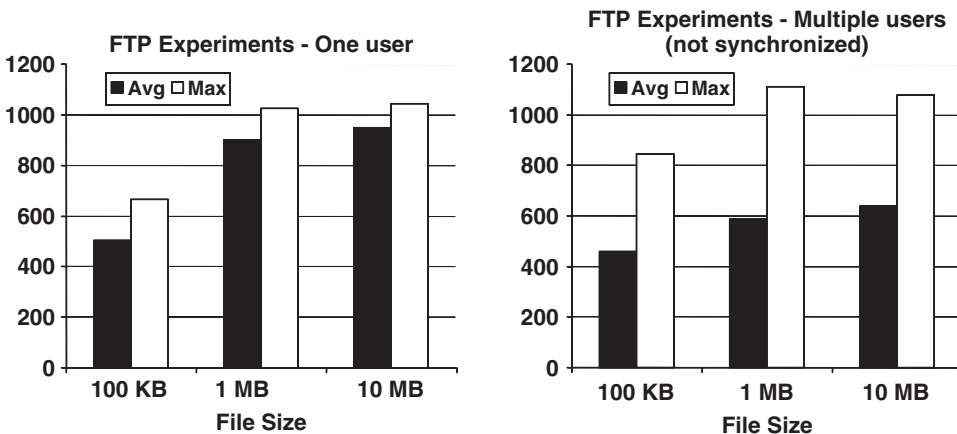 FTP Experiments - One user
1200
1000
800
600
400
200
0
Avg Max
100 KB 1 MB 10 MB
File Size
FTP Experiments - Multiple users
(not synchronized)
1200
1000
800
600
400
200
0
Avg Max
100 KB 1 MB 10 MB
File Size